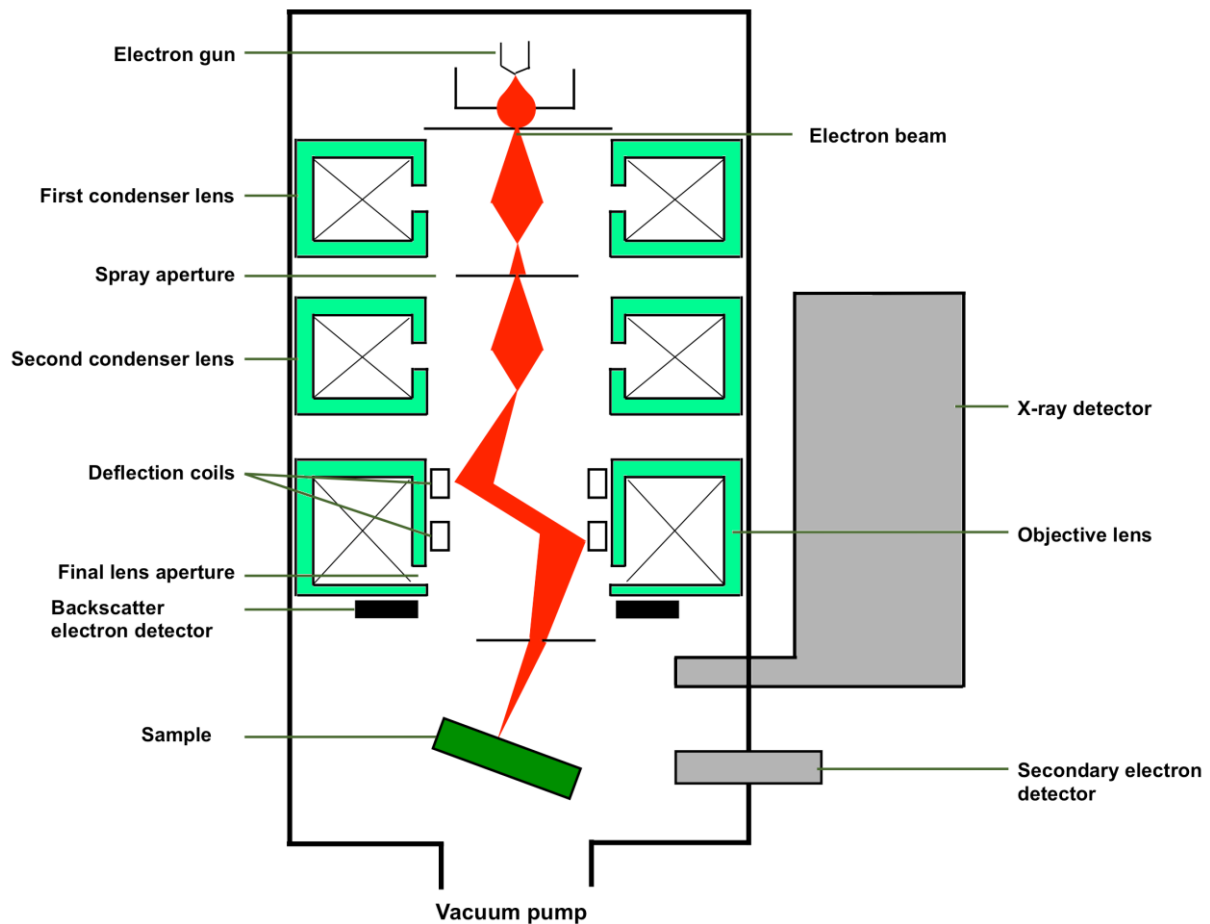 Electron gun
Electron beam
First condenser lens
Spray aperture
Second condenser lens
X-ray detector
Deflection coils
Objective lens
Final lens aperture
Backscatter
electron detector
Sample
Secondary electron
detector
Vacuum pump